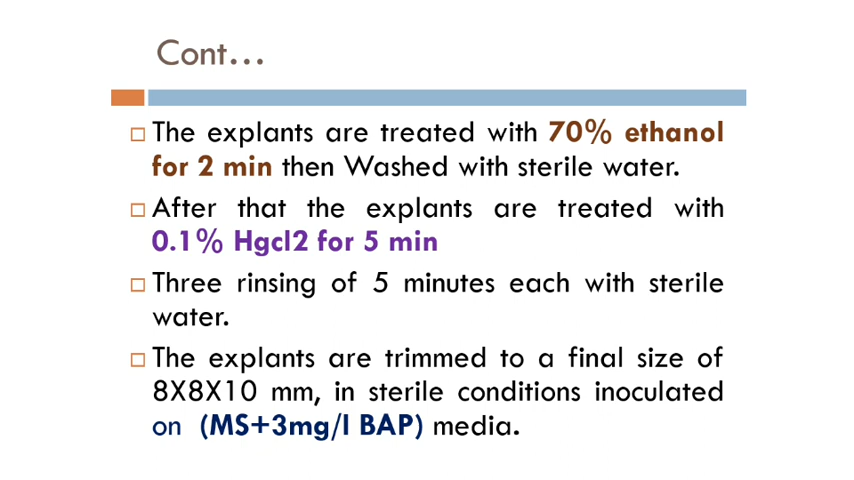 Cont...
The explants are treated with 70% ethanol
for 2 min then Washed with sterile water.
After that the explants are treated with
0.1% Hgcl2 for 5 min
Three rinsing of 5 minutes each with sterile
water.
The explants are trimmed to a final size of
8X8X10 mm, in sterile conditions inoculated
on (MS+3mg/l BAP) media.